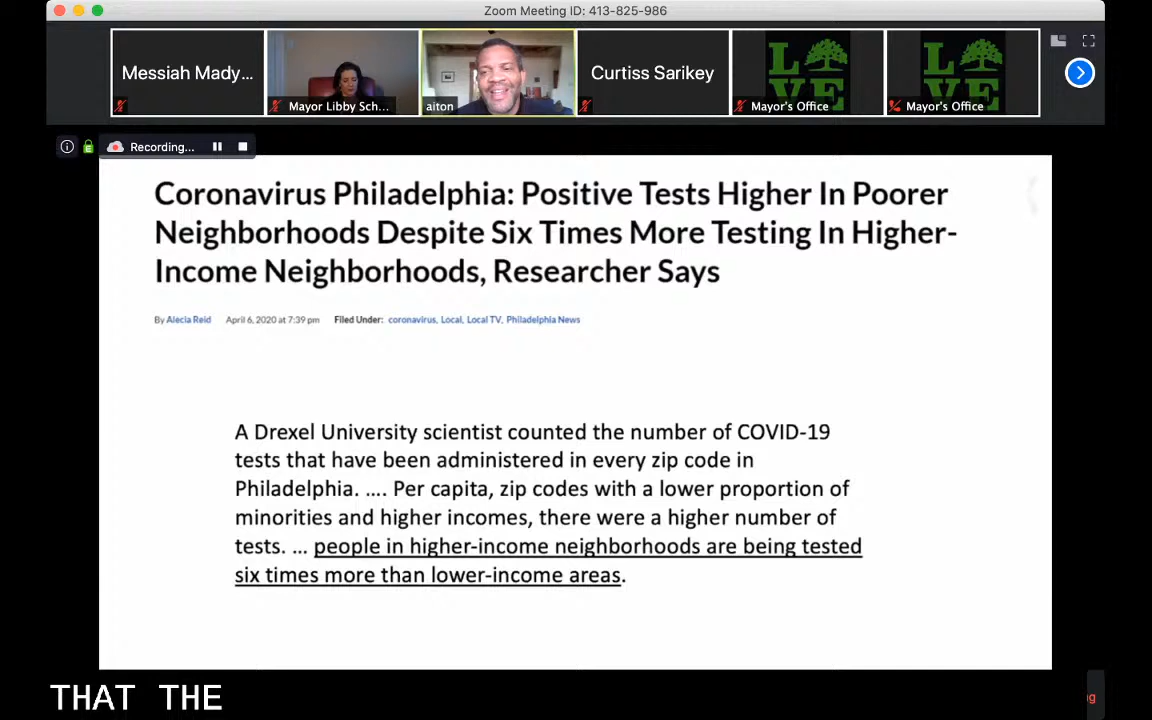 Zoom Meeting ID: 413-825-986
Messiah Mady...
Mayor Libby Sch...
aiton
Curtiss Sarikey
LOVE
Mayor's Office
LOVE
Mayor's Office
Recording...
Coronavirus Philadelphia: Positive Tests Higher In Poorer
Neighborhoods Despite Six Times More Testing In Higher-
Income Neighborhoods, Researcher Says
By Alecia Reid April 6, 2020 at 7:39 pm Filed Under: coronavirus, Local, Local TV, Philadelphia News
A Drexel University scientist counted the number of COVID-19
tests that have been administered in every zip code in
Philadelphia. .... Per capita, zip codes with a lower proportion of
minorities and higher incomes, there were a higher number of
tests. ... people in higher-income neighborhoods are being tested
six times more than lower-income areas.
THAT THE